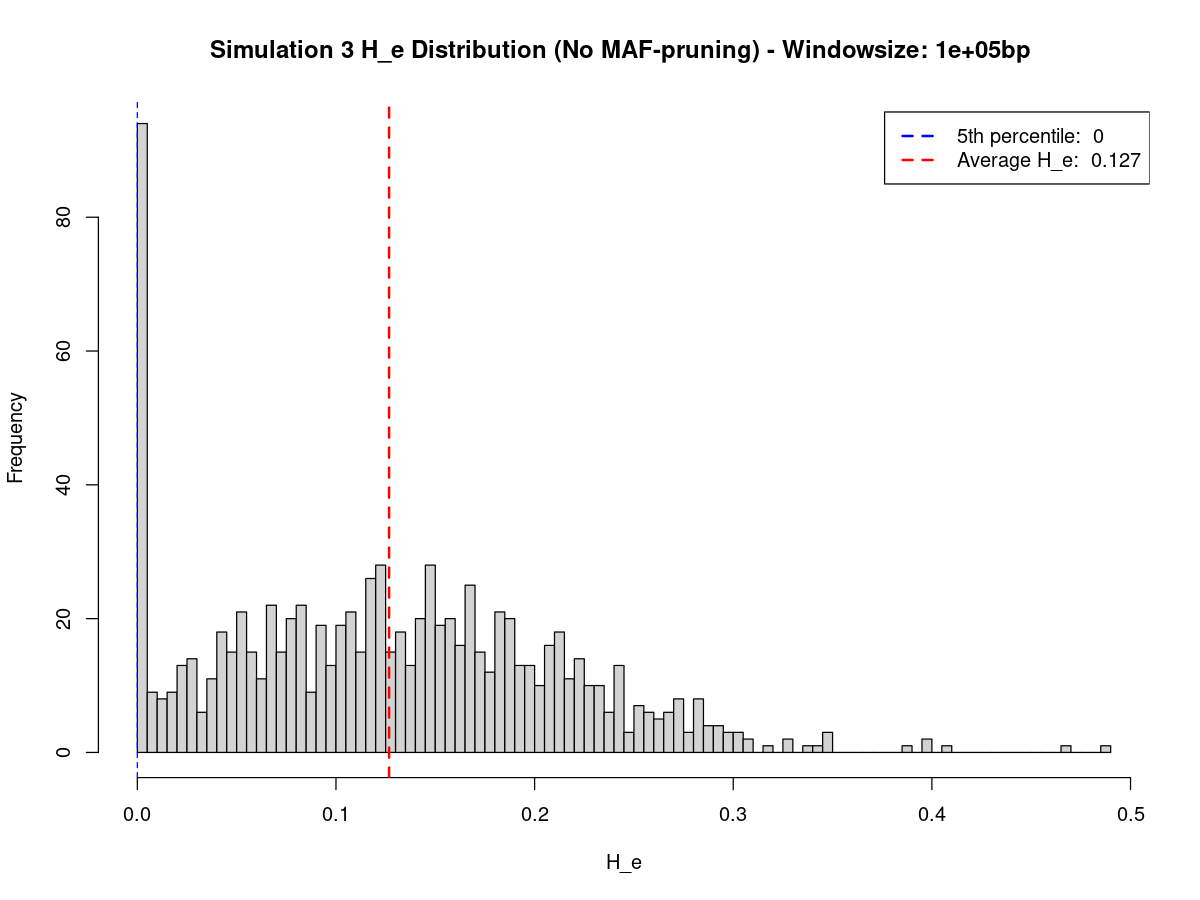 Simulation 3 H_e Distribution (No MAF-pruning) - Windowsize: 1e+05bp
5th percentile: 0
Average H_e: 0.127
80
60
40
20
0
Frequency
0.0 0.1 0.2 0.3 0.4 0.5
H_e